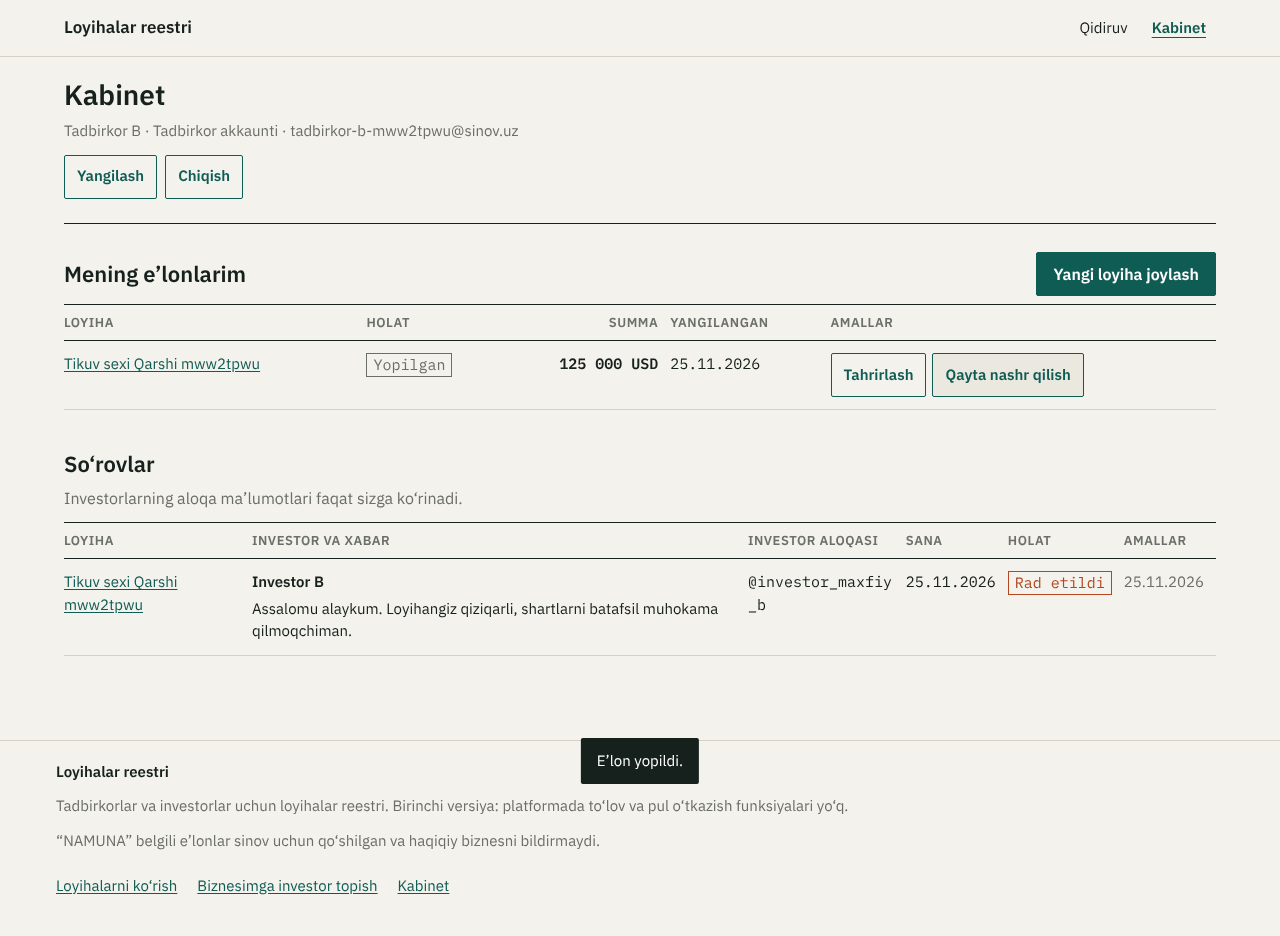 Loyihalar reestri
Qidiruv
Kabinet
Kabinet
Tadbirkor B · Tadbirkor akkaunti · tadbirkor-b-mww2tpwu@sinov.uz
Yangilash
Chiqish
Mening e’lonlarim
Yangi loyiha joylash
LOYIHA HOLAT SUMMA YANGILANGAN AMALLAR
Tikuv sexi Qarshi mww2tpwu Yopilgan 125 000 USD 25.11.2026 Tahrirlash Qayta nashr qilish
So‘rovlar
Investorlarning aloqa ma’lumotlari faqat sizga ko‘rinadi.
LOYIHA INVESTOR VA XABAR INVESTOR ALOQASI SANA HOLAT AMALLAR
Tikuv sexi Qarshi Investor B @investor_maxfiy 25.11.2026 Rad etildi 25.11.2026
mww2tpwu Assalomu alaykum. Loyihangiz qiziqarli, shartlarni batafsil muhokama _b
qilmoqchiman.
E’lon yopildi.
Loyihalar reestri
Tadbirkorlar va investorlar uchun loyihalar reestri. Birinchi versiya: platformada to‘lov va pul o‘tkazish funksiyalari yo‘q.
“NAMUNA” belgili e’lonlar sinov uchun qo‘shilgan va haqiqiy biznesni bildirmaydi.
Loyihalarni ko‘rish Biznesimga investor topish Kabinet